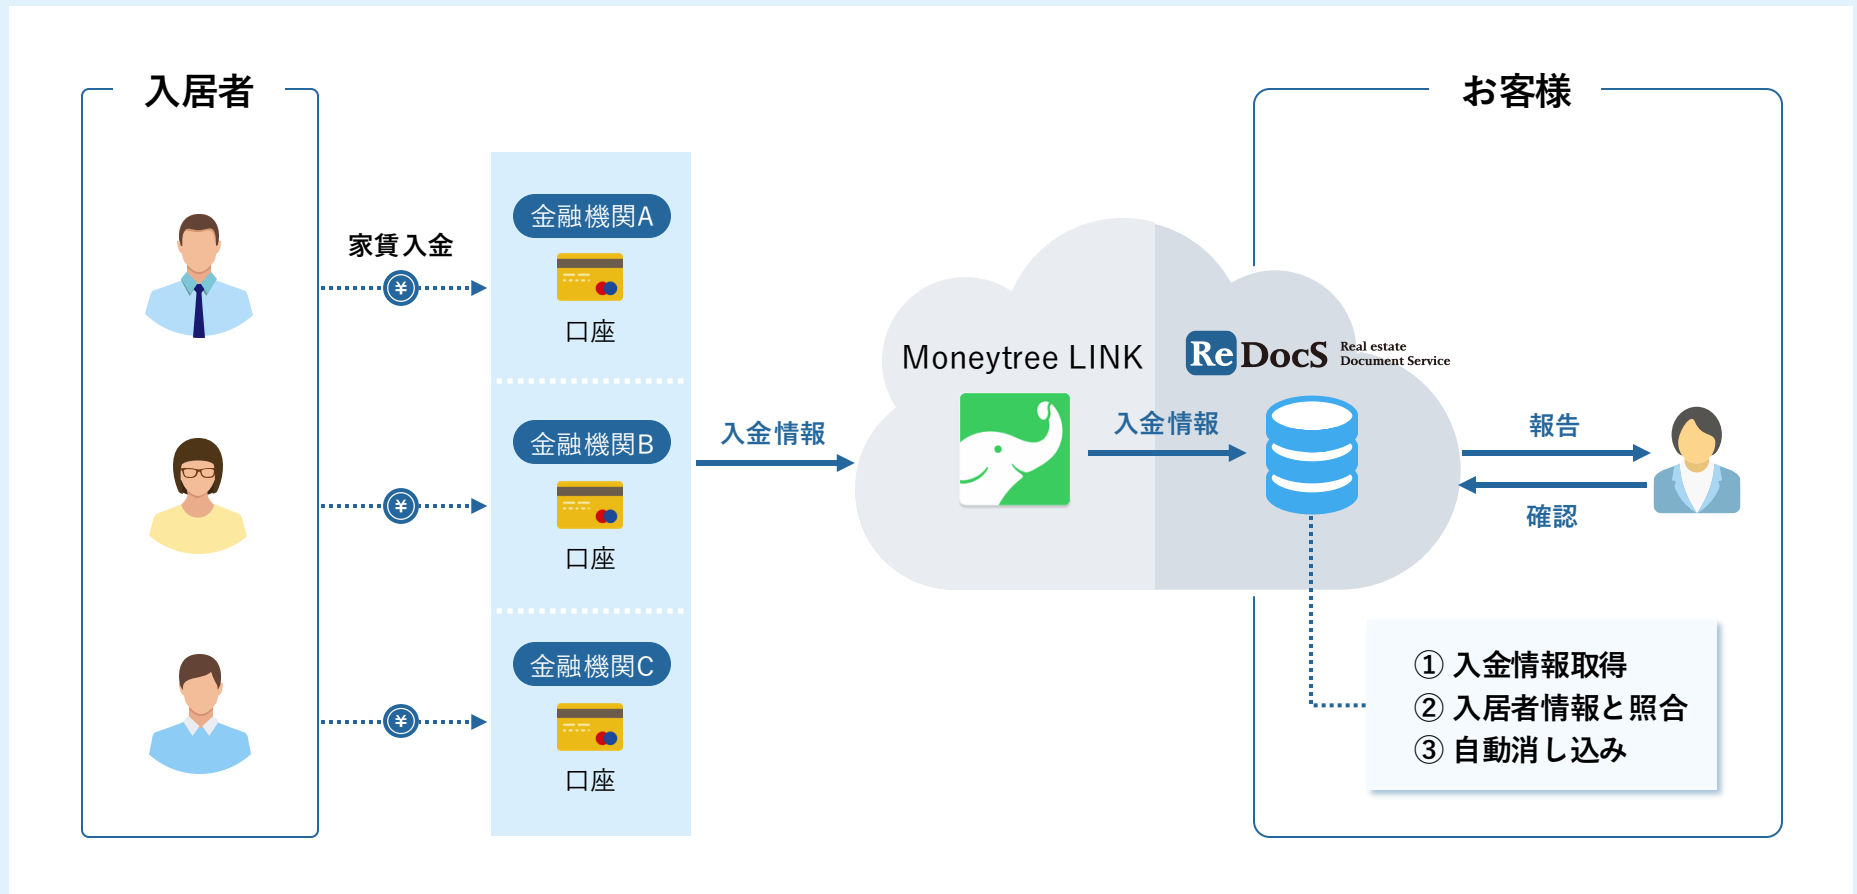 入居者
お客様
家賃入金
¥
¥
¥
金融機関A
口座
金融機関B
口座
金融機関C
口座
入金情報
Moneytree LINK
入金情報
ReDocS
Real estate
Document Service
報告
確認
① 入金情報取得
② 入居者情報と照合
③ 自動消し込み